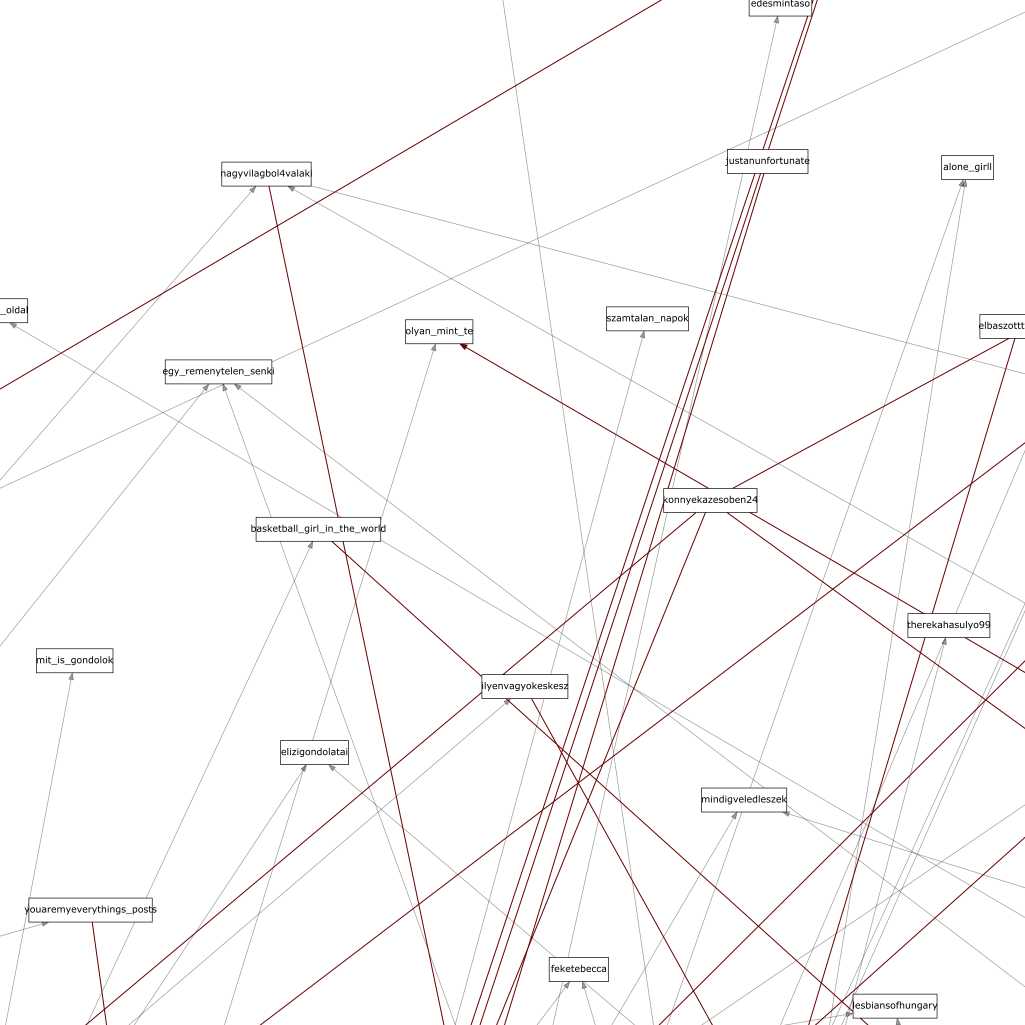 edesmintaso
justanunfortunate
alone_girll
nagyvilagbol4valaki
_oldal
szamtalan_napok
elbaszottt
olyan_mint_te
egy_remenytelen_senki
konnyekazesoben24
basketball_girl_in_the_world
therekahasulyo99
mit_is_gondolok
ilyenvagyokeskesz
elizigondolatai
mindigveledleszek
youaremyeverythings_posts
feketebecca
lesbiansofhungary